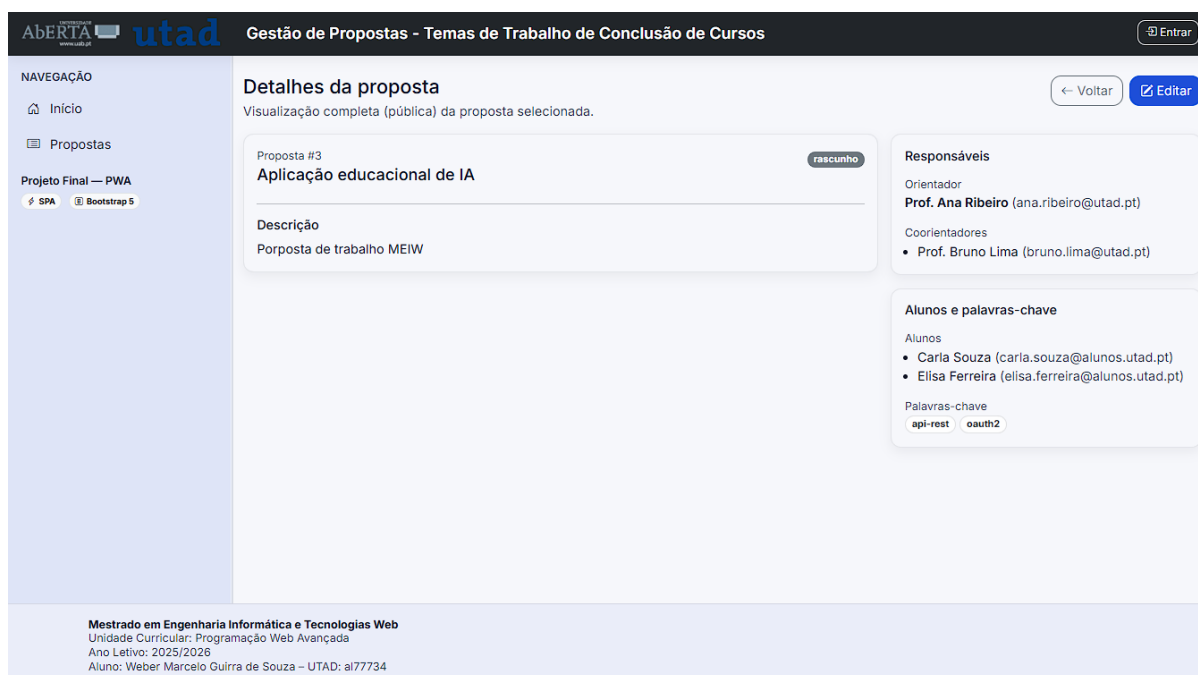 UNIVERSIDADE
AbERTA
www.uab.pt
utad
Gestão de Propostas - Temas de Trabalho de Conclusão de Cursos
Entrar
NAVEGAÇÃO
Início
Propostas
Projeto Final — PWA
SPA
Bootstrap 5
Detalhes da proposta
Visualização completa (pública) da proposta selecionada.
← Voltar
Editar
Proposta #3
rascunho
Aplicação educacional de IA
Descrição
Porposta de trabalho MEIW
Responsáveis
Orientador
Prof. Ana Ribeiro (ana.ribeiro@utad.pt)
Coorientadores
• Prof. Bruno Lima (bruno.lima@utad.pt)
Alunos e palavras-chave
Alunos
• Carla Souza (carla.souza@alunos.utad.pt)
• Elisa Ferreira (elisa.ferreira@alunos.utad.pt)
Palavras-chave
api-rest oauth2
Mestrado em Engenharia Informática e Tecnologias Web
Unidade Curricular: Programação Web Avançada
Ano Letivo: 2025/2026
Aluno: Weber Marcelo Guirra de Souza – UTAD: al77734